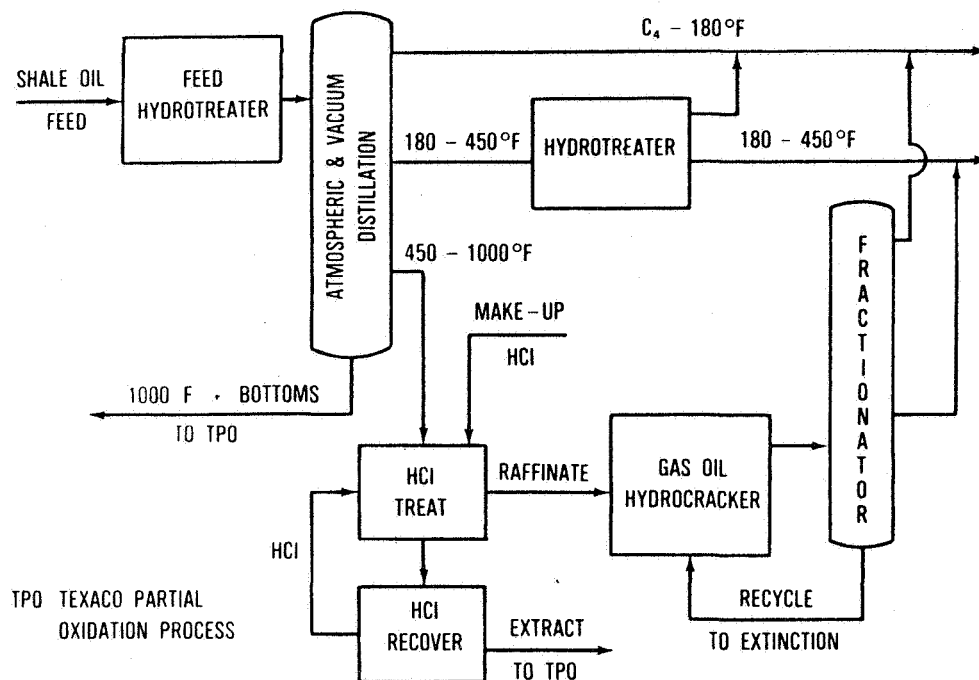 C₄ – 180°F
SHALE OIL
FEED
FEED
HYDROTREATER
ATMOSPHERIC & VACUUM
DISTILLATION
180 – 450°F
HYDROTREATER
180 – 450°F
450 – 1000°F
MAKE-UP
HCl
FRACTIONATOR
1000 F . BOTTOMS
TO TPO
HCl
TREAT
RAFFINATE
GAS OIL
HYDROCRACKER
HCl
TPO TEXACO PARTIAL
OXIDATION PROCESS
HCl
RECOVER
EXTRACT
TO TPO
RECYCLE
TO EXTINCTION